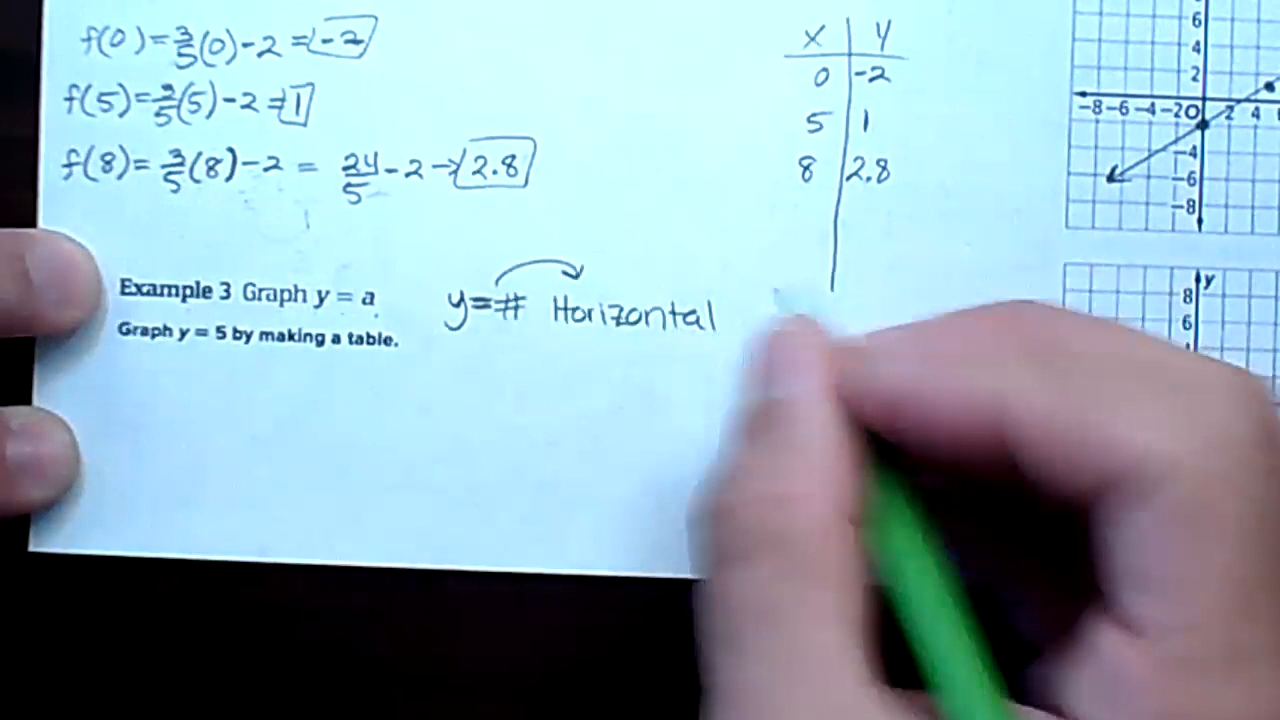 f(0) = 3/5(0) - 2 = -2
f(5) = 3/5(5) - 2 = 1
f(8) = 3/5(8) - 2 = 24/5 - 2 → 2.8
x y
0 -2
5 1
8 2.8
6
4
2
-8 -6 -4 -2 O 2 4
-4
-6
-8
Example 3 Graph y = a
y = # Horizontal
Graph y = 5 by making a table.
y
8
6